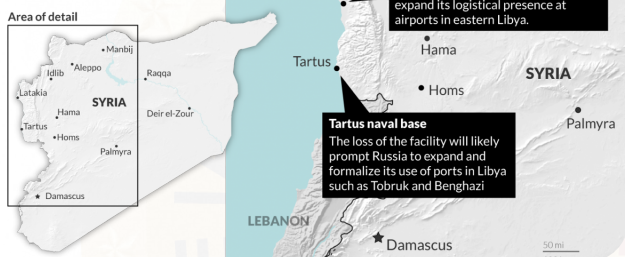 Area of detail
Manbij
Aleppo
Idlib
Raqqa
Latakia
SYRIA
Hama
Deir el-Zour
Tartus
Homs
Palmyra
Damascus
expand its logistical presence at
airports in eastern Libya.
Hama
Tartus
SYRIA
Homs
Palmyra
Tartus naval base
The loss of the facility will likely
prompt Russia to expand and
formalize its use of ports in Libya
such as Tobruk and Benghazi
LEBANON
Damascus
50 mi